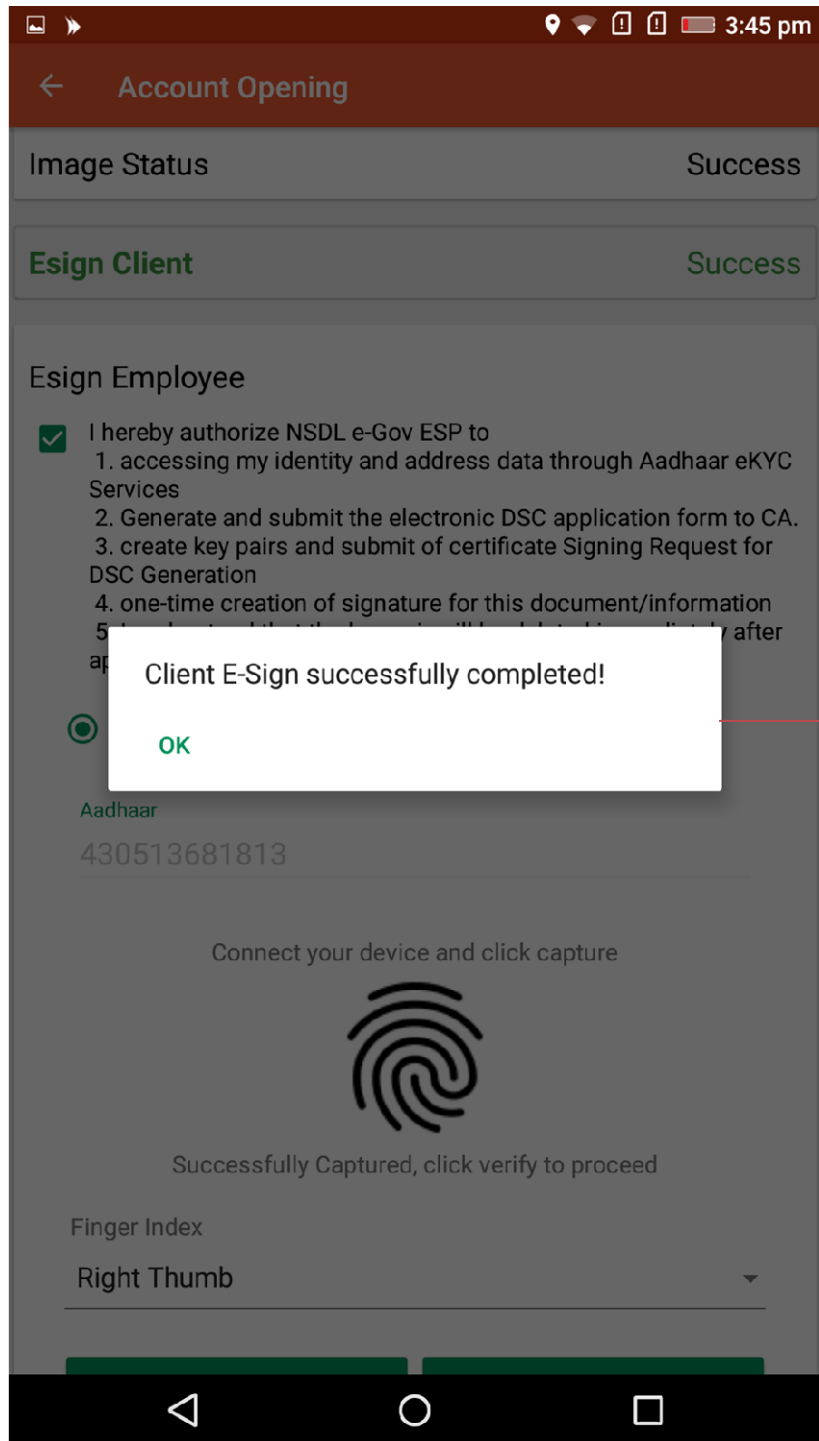 3:45 pm
Account Opening
Image Status Success
Esign Client Success
Esign Employee
I hereby authorize NSDL e-Gov ESP to
1. accessing my identity and address data through Aadhaar eKYC
Services
2. Generate and submit the electronic DSC application form to CA.
3. create key pairs and submit of certificate Signing Request for
DSC Generation
4. one-time creation of signature for this document/information
5 after
Client E-Sign successfully completed!
OK
Aadhaar
430513681813
Connect your device and click capture
Successfully Captured, click verify to proceed
Finger Index
Right Thumb